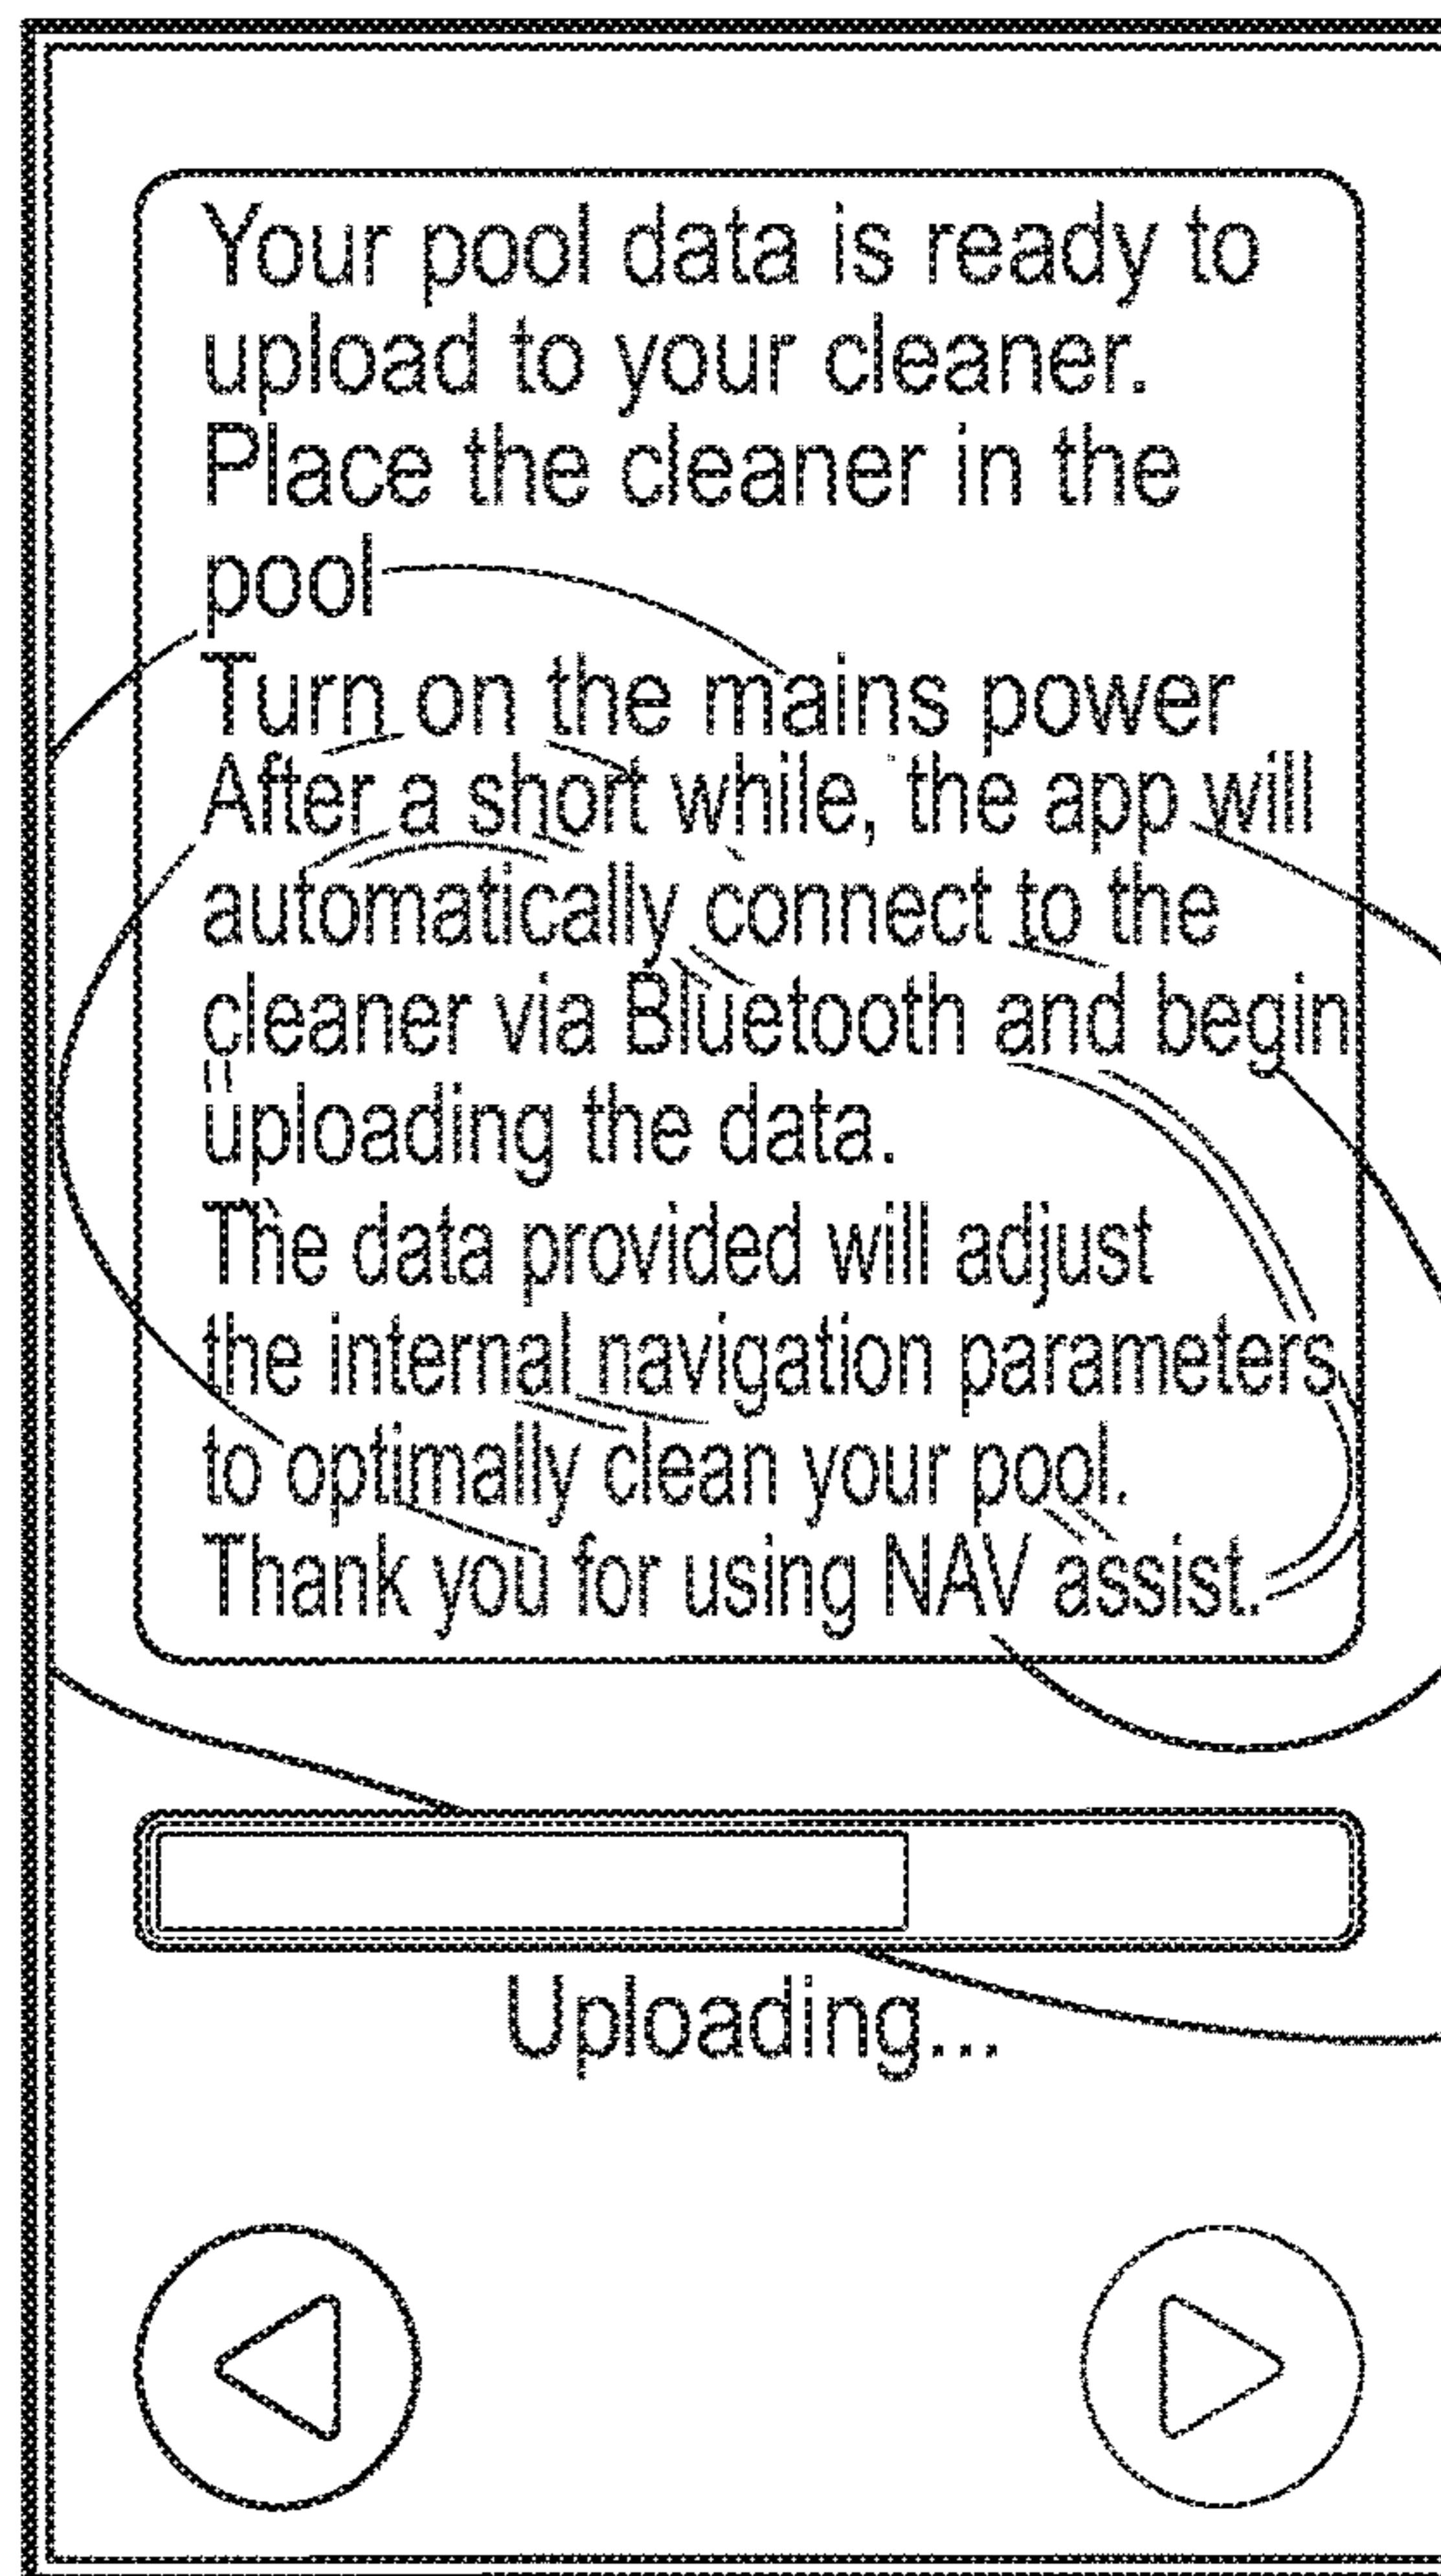 Your pool data is ready to
upload to your cleaner.
Place the cleaner in the
pool
Turn on the mains power
After a short while, the app will
automatically connect to the
cleaner via Bluetooth and begin
uploading the data.
The data provided will adjust
the internal navigation parameters
to optimally clean your pool.
Thank you for using NAV assist.
Uploading...